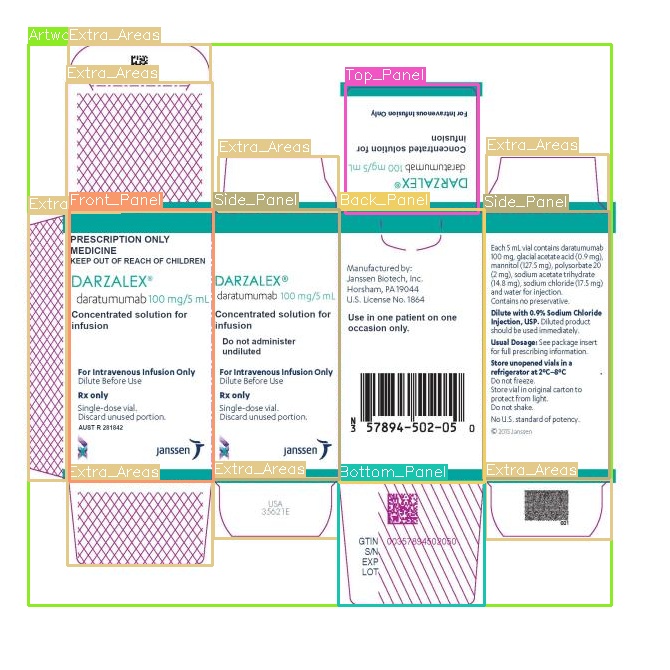 Artwo
Extra_Areas
Extra_Areas
Top_Panel
For Intravenous Infusion Only
Concentrated solution for
infusion
daratumumab 100 mg/5 mL
DARZALEX®
Extra_Areas
Extra_Areas
Extra
Front_Panel
PRESCRIPTION ONLY
MEDICINE
KEEP OUT OF REACH OF CHILDREN
DARZALEX®
daratumumab 100 mg/5 mL
Concentrated solution for
infusion
For Intravenous Infusion Only
Dilute Before Use
Rx only
Single-dose vial.
Discard unused portion.
AUST R 281842
janssen
Side_Panel
DARZALEX®
daratumumab 100 mg/5 mL
Concentrated solution for
infusion
Do not administer
undiluted
For Intravenous Infusion Only
Dilute Before Use
Rx only
Single-dose vial.
Discard unused portion.
janssen
Back_Panel
Manufactured by:
Janssen Biotech, Inc.
Horsham, PA 19044
U.S. License No. 1864
Use in one patient on one
occasion only.
N
3 57894-502-05 0
Side_Panel
Each 5 mL vial contains daratumumab
100 mg, glacial acetate acid (0.9 mg),
mannitol (127.5 mg), polysorbate 20
(2 mg), sodium acetate trihydrate
(14.8 mg), sodium chloride (17.5 mg)
and water for injection.
Contains no preservative.
Dilute with 0.9% Sodium Chloride
Injection, USP. Diluted product
should be used immediately.
Usual Dosage: See package insert
for full prescribing information.
Store unopened vials in a
refrigerator at 2°C–8°C
Do not freeze.
Store vial in original carton to
protect from light.
Do not shake.
No U.S. standard of potency.
© 2015 Janssen
Extra_Areas
Extra_Areas
USA
35621E
Bottom_Panel
GTIN 00357894502050
S/N
EXP
LOT
Extra_Areas
001